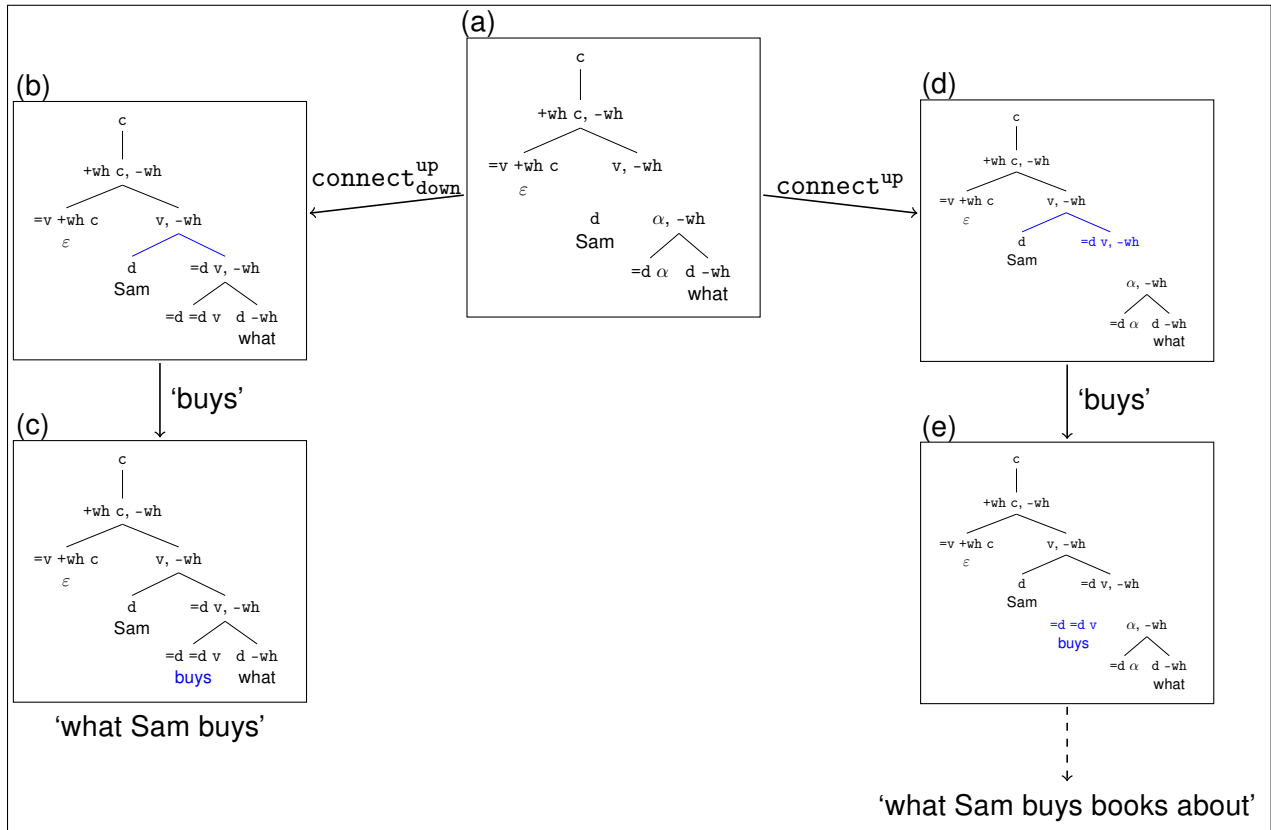 (a)
c
+wh c, -wh
=v +wh c v, -wh
ε
d α, -wh
Sam
=d α d -wh
what
connect^up_down
connect^up
(b)
c
+wh c, -wh
=v +wh c v, -wh
ε
d =d v, -wh
Sam
=d =d v d -wh
what
‘buys’
(c)
c
+wh c, -wh
=v +wh c v, -wh
ε
d =d v, -wh
Sam
=d =d v d -wh
buys what
‘what Sam buys’
(d)
c
+wh c, -wh
=v +wh c v, -wh
ε
d =d v, -wh
Sam
α, -wh
=d α d -wh
what
‘buys’
(e)
c
+wh c, -wh
=v +wh c v, -wh
ε
d =d v, -wh
Sam
=d =d v α, -wh
buys
=d α d -wh
what
‘what Sam buys books about’